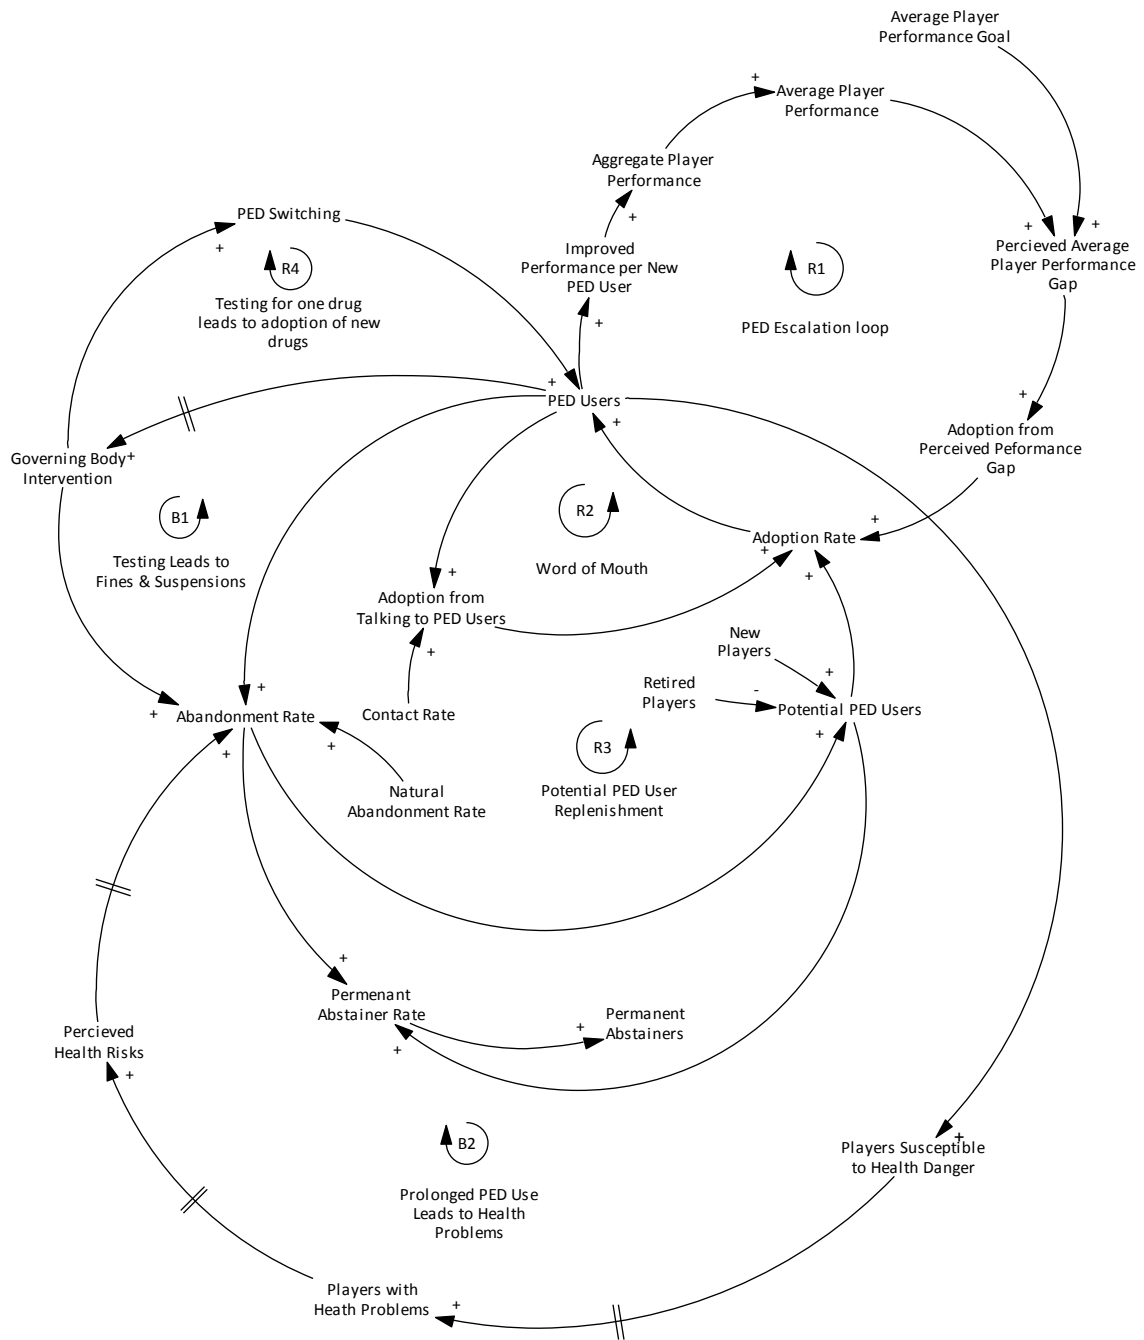 Average Player
Performance Goal
+
Average Player
Performance
Aggregate Player
Performance
+
PED Switching
+
R4
Testing for one drug
leads to adoption of new
drugs
Improved
Performance per New
PED User
+
R1
PED Escalation loop
+
+
Percieved Average
Player Performance
Gap
+
PED Users
+
+
Adoption from
Perceived Peformance
Gap
Governing Body
Intervention
+
B1
Testing Leads to
Fines & Suspensions
R2
Word of Mouth
+
Adoption Rate
+
+
+
Adoption from
Talking to PED Users
+
Contact Rate
New
Players
+
Retired
Players
-
Potential PED Users
+
+
+
Abandonment Rate
+
+
Natural
Abandonment Rate
R3
Potential PED User
Replenishment
+
Permenant
Abstainer Rate
+
+
Permanent
Abstainers
Percieved
Health Risks
+
B2
Prolonged PED Use
Leads to Health
Problems
+
Players Susceptible
to Health Danger
Players with
Heath Problems
+